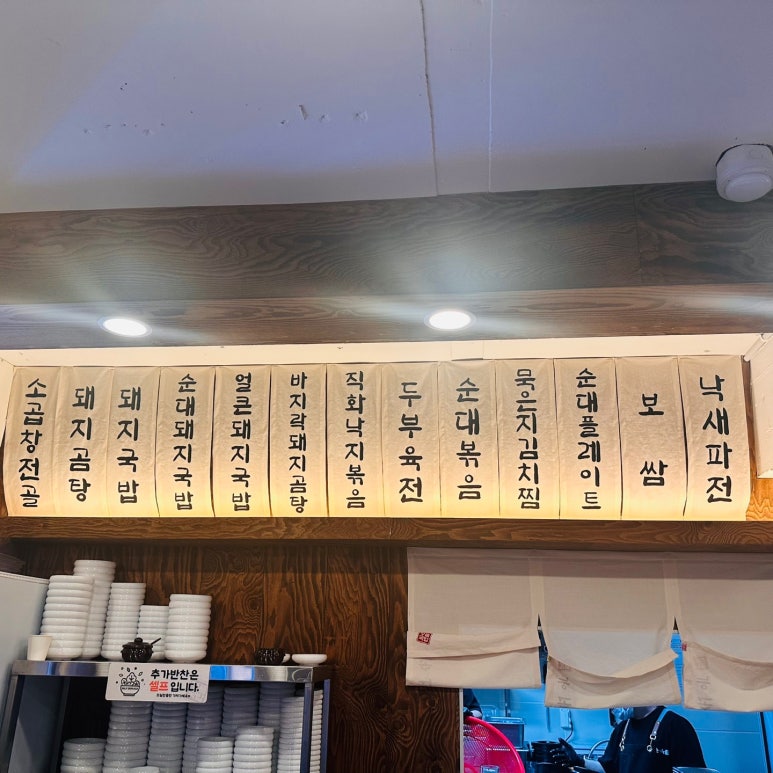 소곱창전골
돼지곰탕
돼지국밥
순대돼지국밥
얼큰돼지국밥
바지락돼지곰탕
직화낙지볶음
두부육전
순대볶음
묵은지김치찜
순대플레이트
보쌈
낙새파전
추가반찬은
셀프입니다.